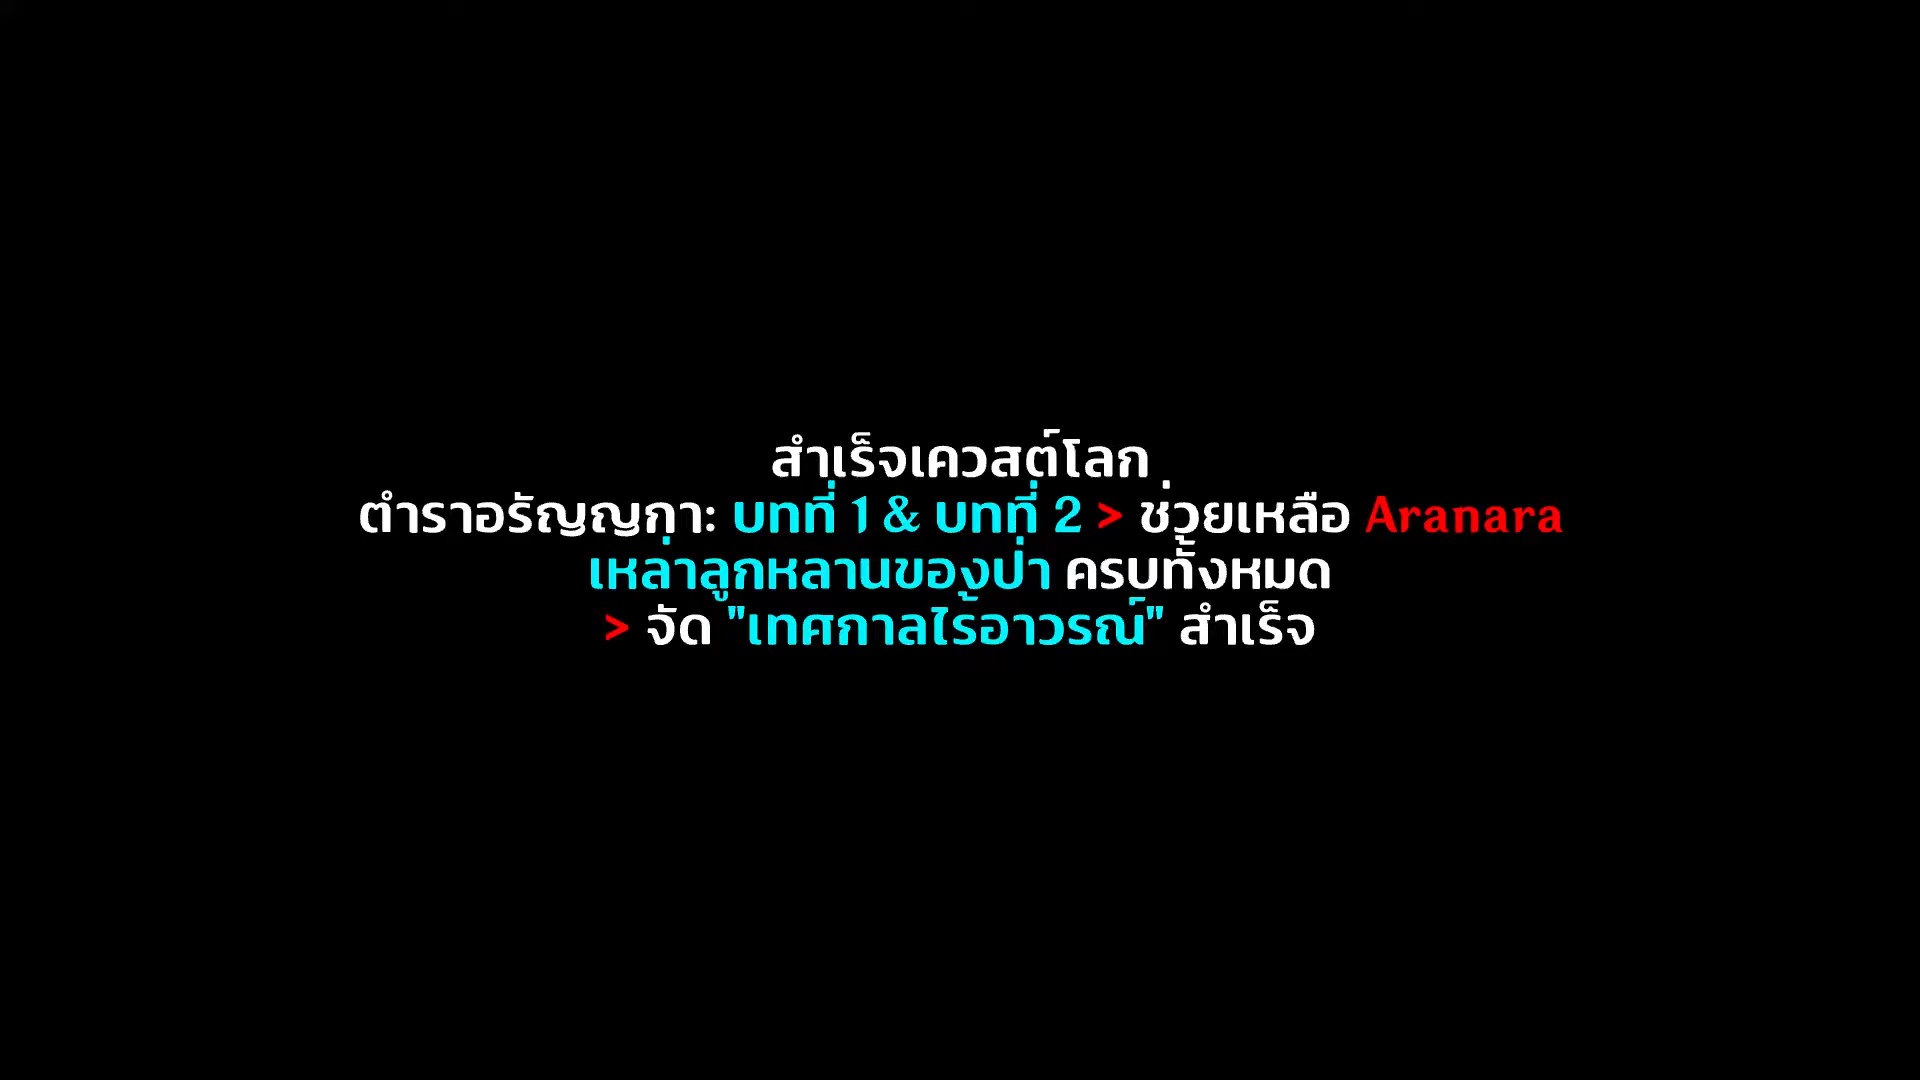 สำเร็จเควสต์โลก
ตำราอรัญญกา: บทที่ 1 & บทที่ 2 > ช่วยเหลือ Aranara
เหล่าลูกหลานของป่า ครบทั้งหมด
> จัด "เทศกาลไร้อาวรณ์" สำเร็จ